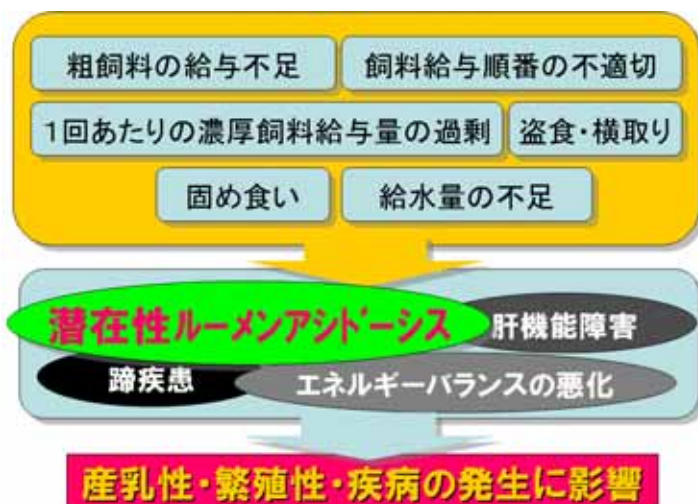 粗飼料の給与不足
飼料給与順番の不適切
1回あたりの濃厚飼料給与量の過剰
盗食・横取り
固め食い
給水量の不足
潜在性ルーメンアシドーシス
肝機能障害
蹄疾患
エネルギーバランスの悪化
産乳性・繁殖性・疾病の発生に影響